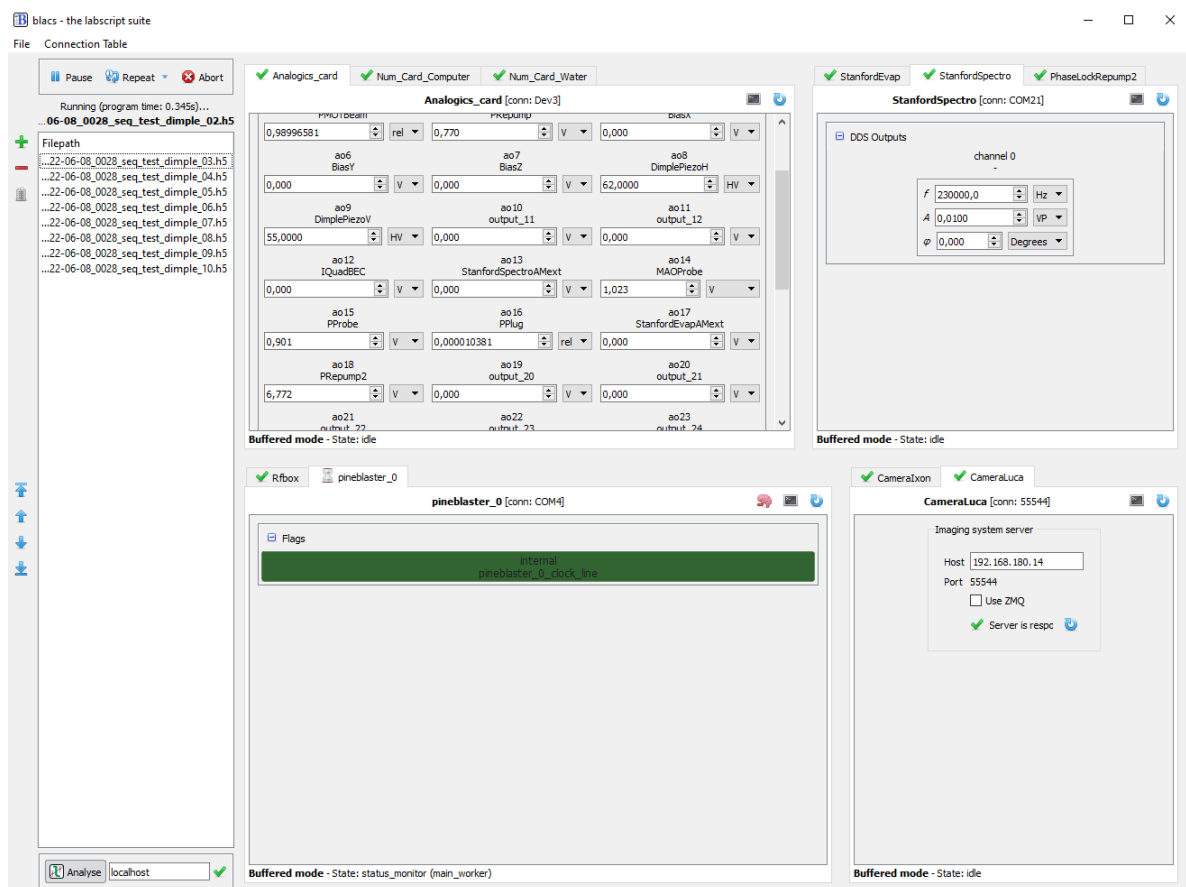 blacs - the labscript suite
File Connection Table
Pause Repeat Abort
Running (program time: 0.345s)...
...06-08_0028_seq_test_dimple_02.h5
Filepath
...22-06-08_0028_seq_test_dimple_03.h5
...22-06-08_0028_seq_test_dimple_04.h5
...22-06-08_0028_seq_test_dimple_05.h5
...22-06-08_0028_seq_test_dimple_06.h5
...22-06-08_0028_seq_test_dimple_07.h5
...22-06-08_0028_seq_test_dimple_08.h5
...22-06-08_0028_seq_test_dimple_09.h5
...22-06-08_0028_seq_test_dimple_10.h5
Analyse localhost
Analogics_card Num_Card_Computer Num_Card_Water
Analogics_card [conn: Dev3]
PMOTBeam PRepump BiasX
0,98996581 rel 0,770 V 0,000 V
ao6 ao7 ao8
BiasY BiasZ DimplePiezoH
0,000 V 0,000 V 62,0000 HV
ao9 ao10 ao11
DimplePiezoV output_11 output_12
55,0000 HV 0,000 V 0,000 V
ao12 ao13 ao14
IQuadBEC StanfordSpectroAMext MAOProbe
0,000 V 0,000 V 1,023 V
ao15 ao16 ao17
PProbe PPlug StanfordEvapAMext
0,901 V 0,000010381 rel 0,000 V
ao18 ao19 ao20
PRepump2 output_20 output_21
6,772 V 0,000 V 0,000 V
ao21 ao22 ao23
output_22 output_23 output_24
Buffered mode - State: idle
StanfordEvap StanfordSpectro PhaseLockRepump2
StanfordSpectro [conn: COM21]
DDS Outputs
channel 0
-
f 230000,0 Hz
A 0,0100 VP
φ 0,000 Degrees
Buffered mode - State: idle
Rfbox pineblaster_0
pineblaster_0 [conn: COM4]
Flags
internal
pineblaster_0_clock_line
Buffered mode - State: status_monitor (main_worker)
CameraIxon CameraLuca
CameraLuca [conn: 55544]
Imaging system server
Host 192.168.180.14
Port 55544
Use ZMQ
Server is respo
Buffered mode - State: idle